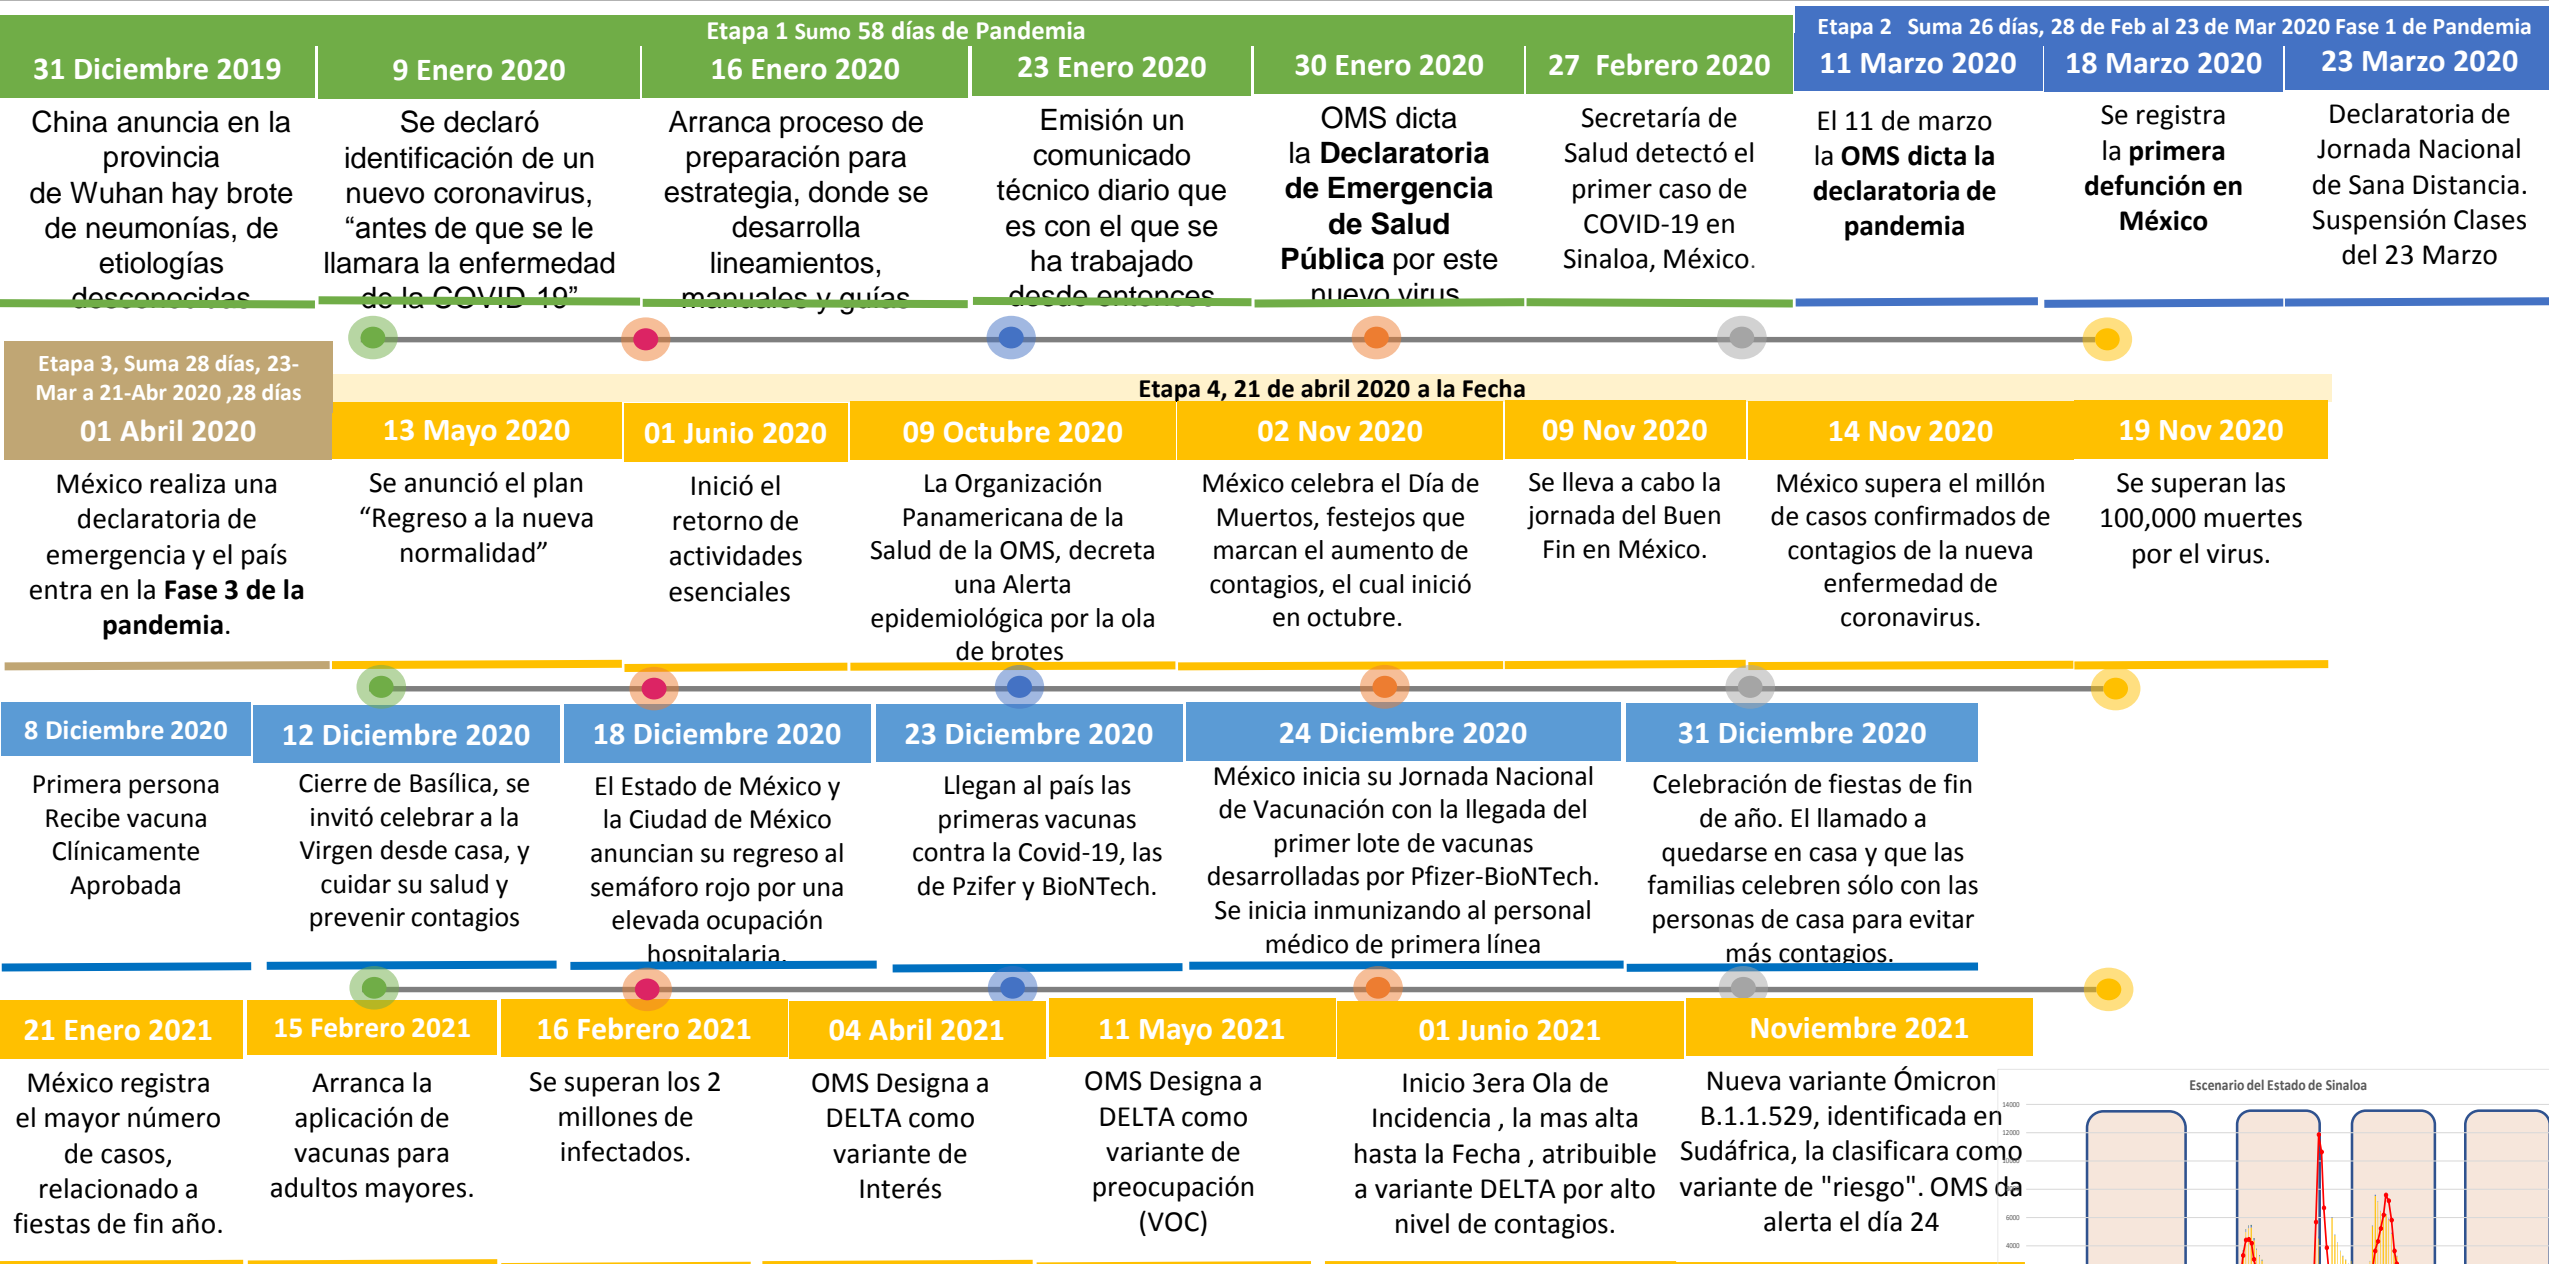 Etapa 1 Sumo 58 días de Pandemia
Etapa 2 Suma 26 días, 28 de Feb al 23 de Mar 2020 Fase 1 de Pandemia
31 Diciembre 2019
China anuncia en la
provincia
de Wuhan hay brote
de neumonías, de
etiologías
desconocidas
9 Enero 2020
Se declaró
identificación de un
nuevo coronavirus,
“antes de que se le
llamara la enfermedad
de la COVID-19”
16 Enero 2020
Arranca proceso de
preparación para
estrategia, donde se
desarrolla
lineamientos,
manuales y guías
23 Enero 2020
Emisión un
comunicado
técnico diario que
es con el que se
ha trabajado
desde entonces
30 Enero 2020
OMS dicta
la Declaratoria
de Emergencia
de Salud
Pública por este
nuevo virus
27 Febrero 2020
Secretaría de
Salud detectó el
primer caso de
COVID-19 en
Sinaloa, México.
11 Marzo 2020
El 11 de marzo
la OMS dicta la
declaratoria de
pandemia
18 Marzo 2020
Se registra
la primera
defunción en
México
23 Marzo 2020
Declaratoria de
Jornada Nacional
de Sana Distancia.
Suspensión Clases
del 23 Marzo
Etapa 3, Suma 28 días, 23-
Mar a 21-Abr 2020 ,28 días
Etapa 4, 21 de abril 2020 a la Fecha
01 Abril 2020
México realiza una
declaratoria de
emergencia y el país
entra en la Fase 3 de la
pandemia.
13 Mayo 2020
Se anunció el plan
“Regreso a la nueva
normalidad”
01 Junio 2020
Inició el
retorno de
actividades
esenciales
09 Octubre 2020
La Organización
Panamericana de la
Salud de la OMS, decreta
una Alerta
epidemiológica por la ola
de brotes
02 Nov 2020
México celebra el Día de
Muertos, festejos que
marcan el aumento de
contagios, el cual inició
en octubre.
09 Nov 2020
Se lleva a cabo la
jornada del Buen
Fin en México.
14 Nov 2020
México supera el millón
de casos confirmados de
contagios de la nueva
enfermedad de
coronavirus.
19 Nov 2020
Se superan las
100,000 muertes
por el virus.
8 Diciembre 2020
Primera persona
Recibe vacuna
Clínicamente
Aprobada
12 Diciembre 2020
Cierre de Basílica, se
invitó celebrar a la
Virgen desde casa, y
cuidar su salud y
prevenir contagios
18 Diciembre 2020
El Estado de México y
la Ciudad de México
anuncian su regreso al
semáforo rojo por una
elevada ocupación
hospitalaria.
23 Diciembre 2020
Llegan al país las
primeras vacunas
contra la Covid-19, las
de Pzifer y BioNTech.
24 Diciembre 2020
México inicia su Jornada Nacional
de Vacunación con la llegada del
primer lote de vacunas
desarrolladas por Pfizer-BioNTech.
Se inicia inmunizando al personal
médico de primera línea
31 Diciembre 2020
Celebración de fiestas de fin
de año. El llamado a
quedarse en casa y que las
familias celebren sólo con las
personas de casa para evitar
más contagios.
21 Enero 2021
México registra
el mayor número
de casos,
relacionado a
fiestas de fin año.
15 Febrero 2021
Arranca la
aplicación de
vacunas para
adultos mayores.
16 Febrero 2021
Se superan los 2
millones de
infectados.
04 Abril 2021
OMS Designa a
DELTA como
variante de
Interés
11 Mayo 2021
OMS Designa a
DELTA como
variante de
preocupación
(VOC)
01 Junio 2021
Inicio 3era Ola de
Incidencia , la mas alta
hasta la Fecha , atribuible
a variante DELTA por alto
nivel de contagios.
Noviembre 2021
Nueva variante Ómicron
B.1.1.529, identificada en
Sudáfrica, la clasificara como
variante de "riesgo". OMS da
alerta el día 24
Escenario del Estado de Sinaloa
14000
12000
6000
4000